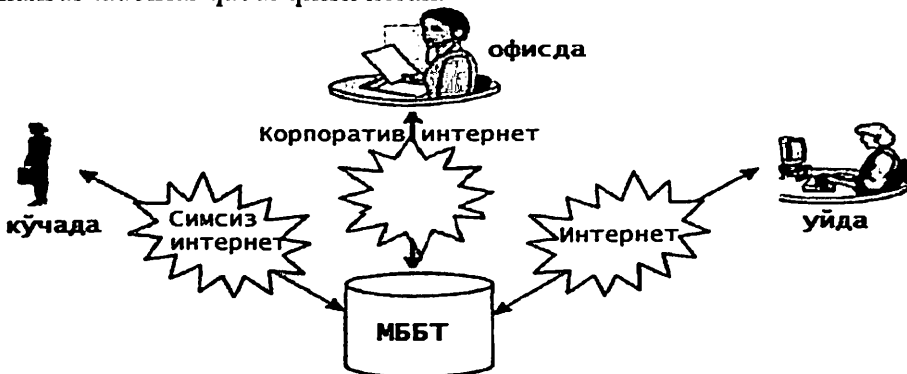 офисда
Корпоратив интернет
кўчада
Симсиз
интернет
Интернет
уйда
МББТ